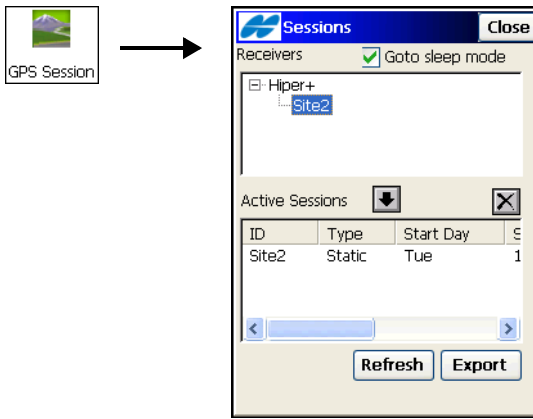 GPS Session
Sessions Close
Receivers Goto sleep mode
Hiper+
Site2
Active Sessions
ID Type Start Day S
Site2 Static Tue 1
Refresh Export